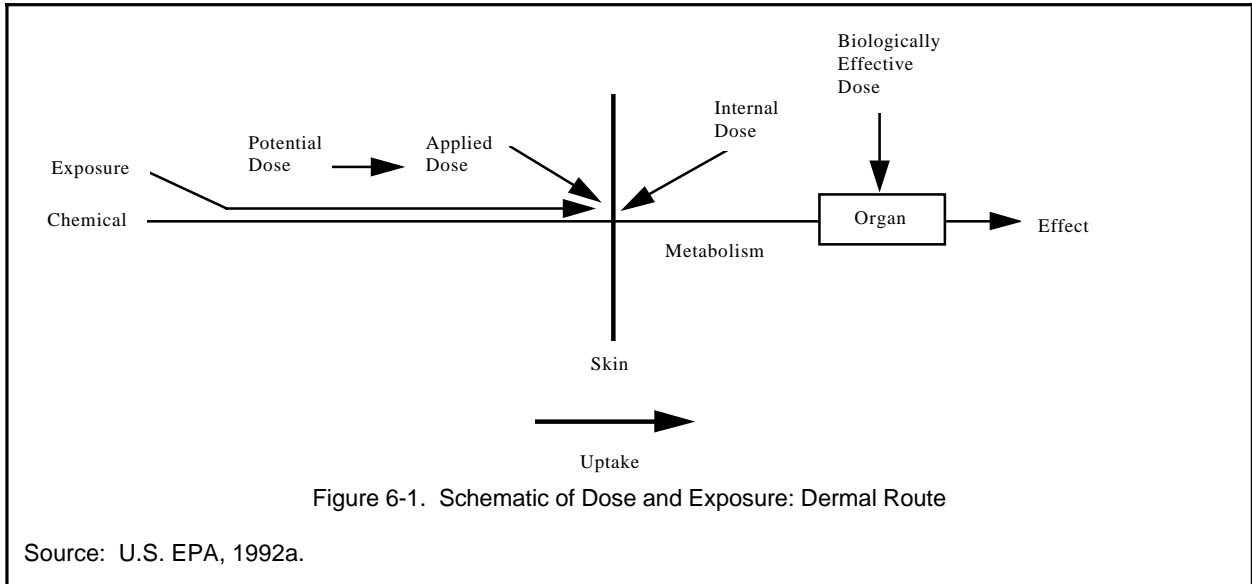 Biologically
Effective
Dose
Internal
Dose
Potential
Dose
Applied
Dose
Exposure
Chemical
Organ
Effect
Metabolism
Skin
Uptake
Figure 6-1. Schematic of Dose and Exposure: Dermal Route
Source: U.S. EPA, 1992a.